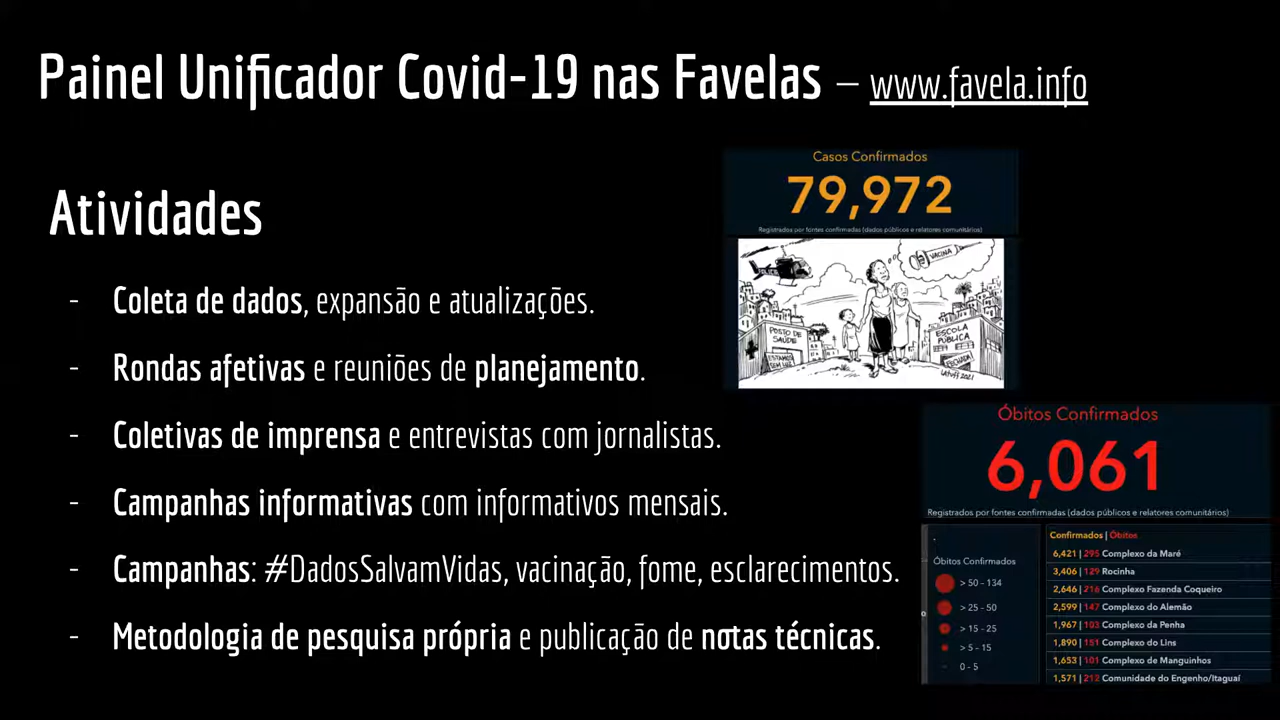 Painel Unificador Covid-19 nas Favelas – www.favela.info
Atividades
- Coleta de dados, expansão e atualizações.
- Rondas afetivas e reuniões de planejamento.
- Coletivas de imprensa e entrevistas com jornalistas.
- Campanhas informativas com informativos mensais.
- Campanhas: #DadosSalvamVidas, vacinação, fome, esclarecimentos.
- Metodologia de pesquisa própria e publicação de notas técnicas.
Casos Confirmados
79,972
Registrados por fontes confirmadas (dados públicos e relatores comunitários)
POLÍCIA
VACINA
POSTO DE
SAÚDE
ESTAMOS
SEM LUZ
ESCOLA
PÚBLICA
FECHADA
LATUFF 2021
Óbitos Confirmados
6,061
Registrados por fontes confirmadas (dados públicos e relatores comunitários)
Óbitos Confirmados
> 50 - 134
> 25 - 50
> 15 - 25
> 5 - 15
0 - 5
Confirmados | Óbitos
6,421 | 295 Complexo da Maré
3,406 | 129 Rocinha
2,646 | 216 Complexo Fazenda Coqueiro
2,599 | 147 Complexo do Alemão
1,967 | 103 Complexo da Penha
1,890 | 151 Complexo do Lins
1,653 | 101 Complexo de Manguinhos
1,571 | 212 Comunidade do Engenho/Itaguaí